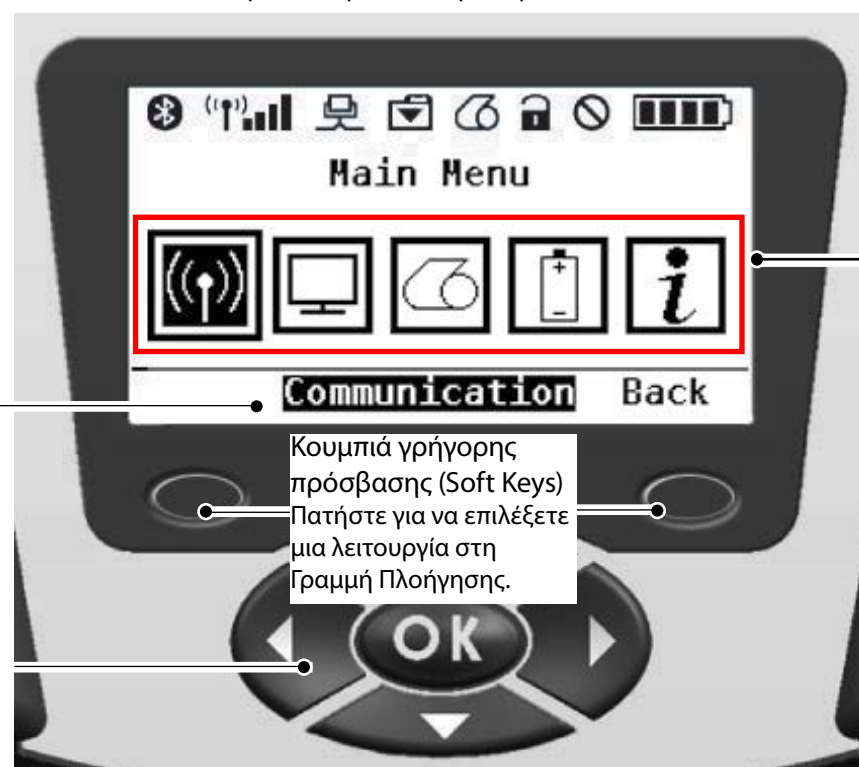 Main Menu
Communication Back
Κουμπιά γρήγορης
πρόσβασης (Soft Keys)
Πατήστε για να επιλέξετε
μια λειτουργία στη
Γραμμή Πλοήγησης.
OK